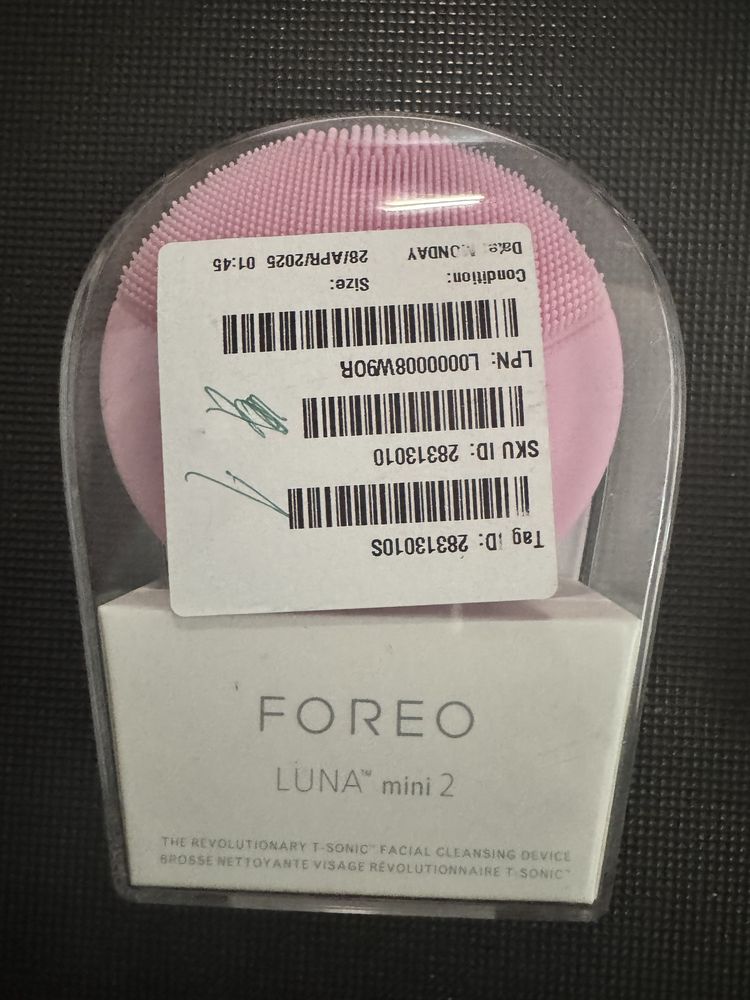 Tag ID: 28313010S
SKU ID: 28313010
LPN: L0000008W9OR
Condition: Size:
Date: MONDAY 28/APR/2025 01:45
FOREO
LUNA™ mini 2
THE REVOLUTIONARY T-SONIC™ FACIAL CLEANSING DEVICE
BROSSE NETTOYANTE VISAGE RÉVOLUTIONNAIRE T-SONIC™